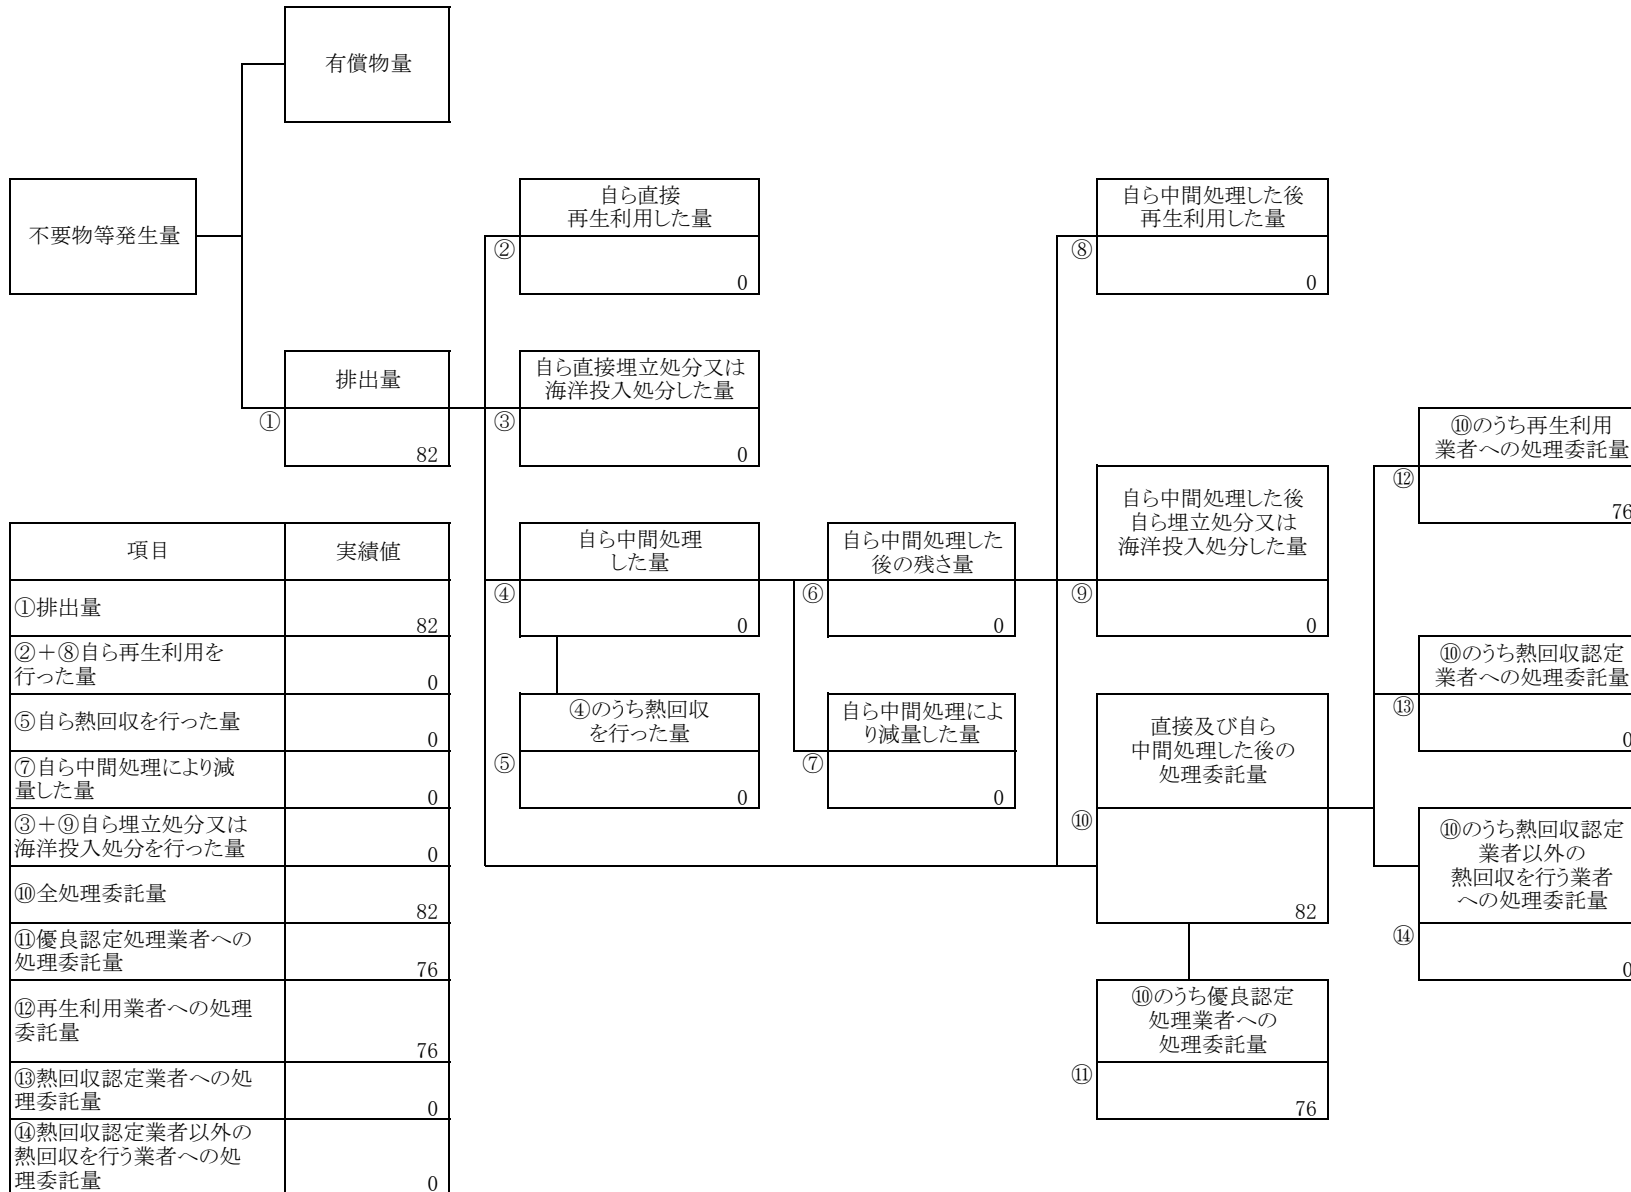 有償物量
不要物等発生量
自ら直接
再生利用した量
②
0
自ら中間処理した後
再生利用した量
⑧
0
排出量
①
82
自ら直接埋立処分又は
海洋投入処分した量
③
0
⑩のうち再生利用
業者への処理委託量
⑫
76
自ら中間処理
した量
④
0
自ら中間処理した
後の残さ量
⑥
0
自ら中間処理した後
自ら埋立処分又は
海洋投入処分した量
⑨
0
⑩のうち熱回収認定
業者への処理委託量
⑬
0
④のうち熱回収
を行った量
⑤
0
自ら中間処理によ
り減量した量
⑦
0
直接及び自ら
中間処理した後の
処理委託量
⑩
82
⑩のうち熱回収認定
業者以外の
熱回収を行う業者
への処理委託量
⑭
0
⑩のうち優良認定
処理業者への
処理委託量
⑪
76
項目 実績値
①排出量
82
②+⑧自ら再生利用を
行った量
0
⑤自ら熱回収を行った量
0
⑦自ら中間処理により減
量した量
0
③+⑨自ら埋立処分又は
海洋投入処分を行った量
0
⑩全処理委託量
82
⑪優良認定処理業者への
処理委託量
76
⑫再生利用業者への処理
委託量
76
⑬熱回収認定業者への処
理委託量
0
⑭熱回収認定業者以外の
熱回収を行う業者への処
理委託量
0